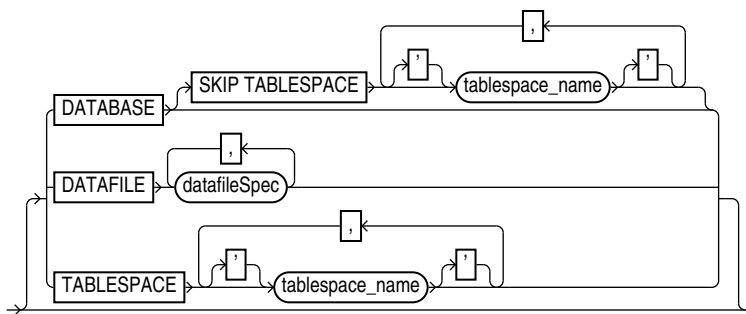 ,
' '
SKIP TABLESPACE tablespace_name
DATABASE
,
DATAFILE datafileSpec
,
' '
TABLESPACE tablespace_name